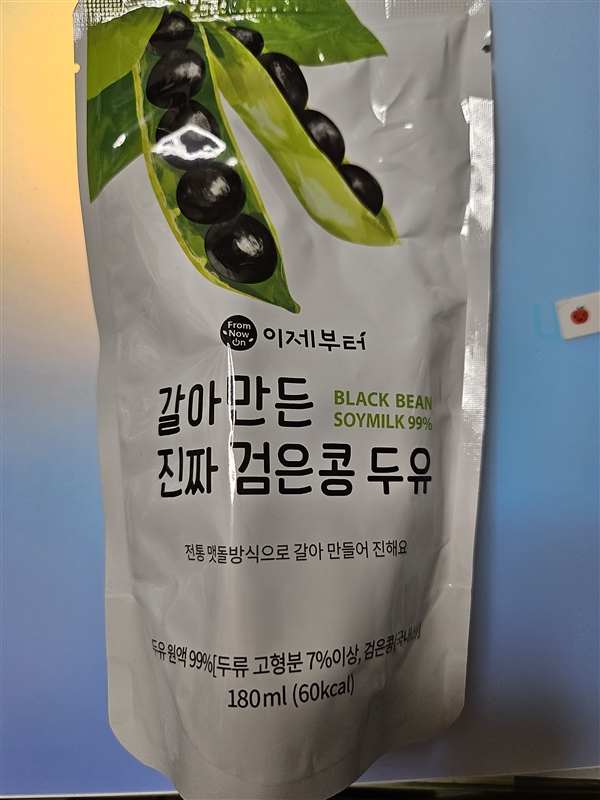 From
Now
On
이제부터
갈아만든
BLACK BEAN
SOYMILK 99%
진짜 검은콩 두유
전통 맷돌방식으로 갈아 만들어 진해요
두유원액 99%[두류 고형분 7%이상, 검은콩
180ml (60kcal)